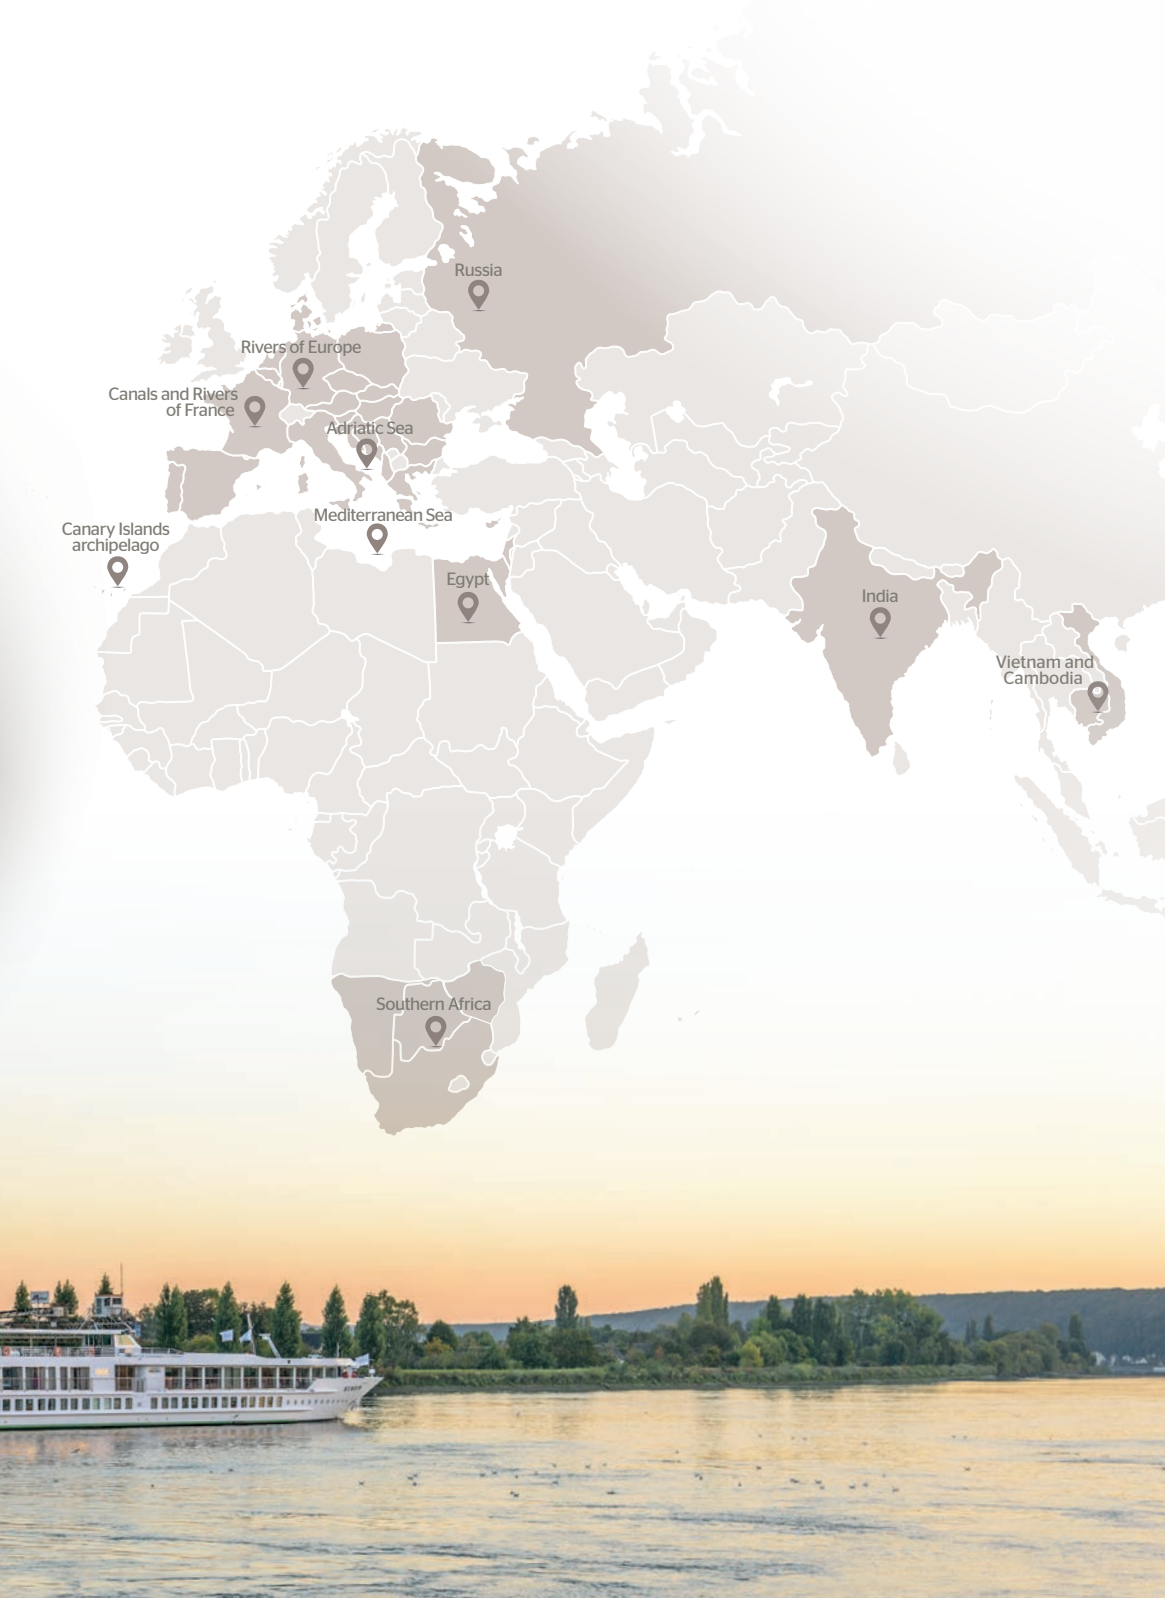 Russia
Rivers of Europe
Canals and Rivers
of France
Adriatic Sea
Mediterranean Sea
Canary Islands
archipelago
Egypt
India
Vietnam and
Cambodia
Southern Africa